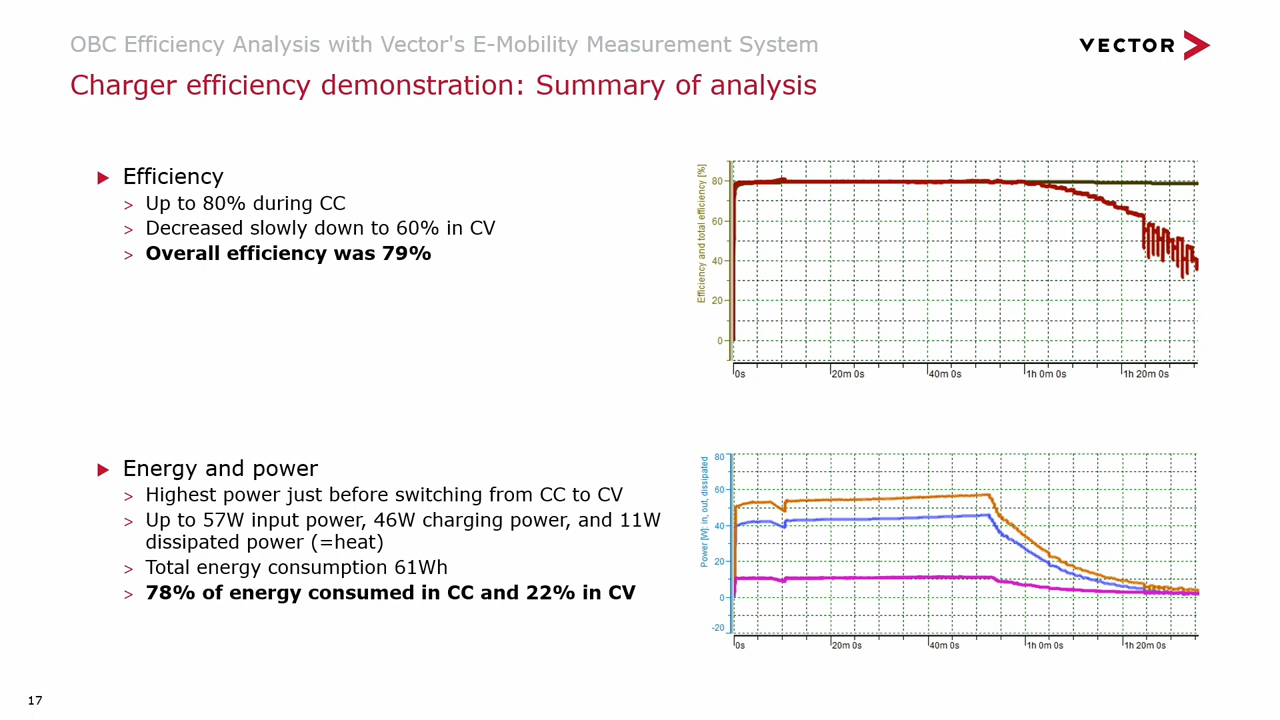 OBC Efficiency Analysis with Vector's E-Mobility Measurement System
VECTOR
Charger efficiency demonstration: Summary of analysis
Efficiency
> Up to 80% during CC
> Decreased slowly down to 60% in CV
> Overall efficiency was 79%
Efficiency and total efficiency [%]
80
60
40
20
0
0s 20m 0s 40m 0s 1h 0m 0s 1h 20m 0s
Energy and power
> Highest power just before switching from CC to CV
> Up to 57W input power, 46W charging power, and 11W
dissipated power (=heat)
> Total energy consumption 61Wh
> 78% of energy consumed in CC and 22% in CV
Power [W]: in, out, dissipated
80
60
40
20
0
-20
0s 20m 0s 40m 0s 1h 0m 0s 1h 20m 0s
17